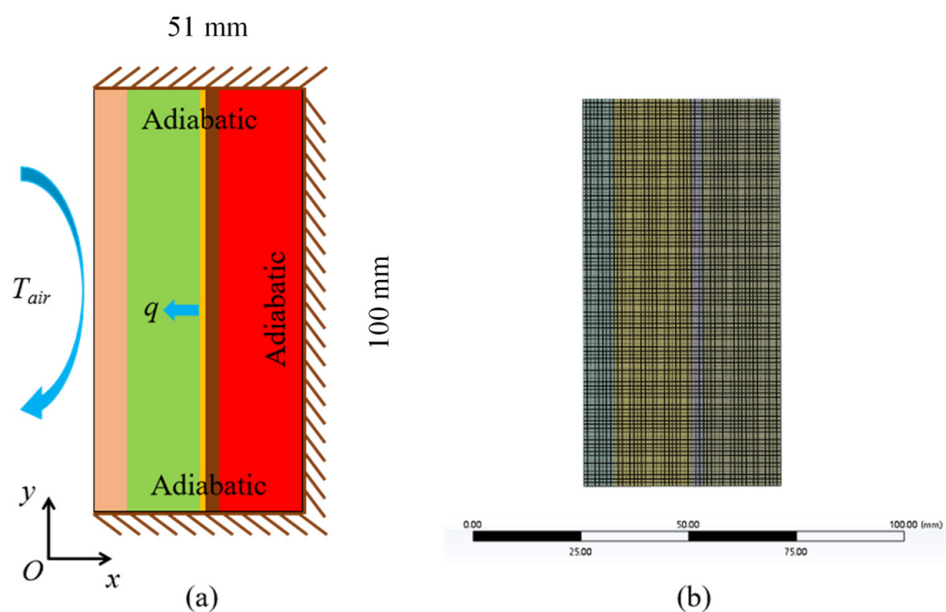 51 mm
Adiabatic
T_air
q
Adiabatic
100 mm
Adiabatic
y
O
x
(a)
0.00
50.00
100.00 (mm)
25.00
75.00
(b)